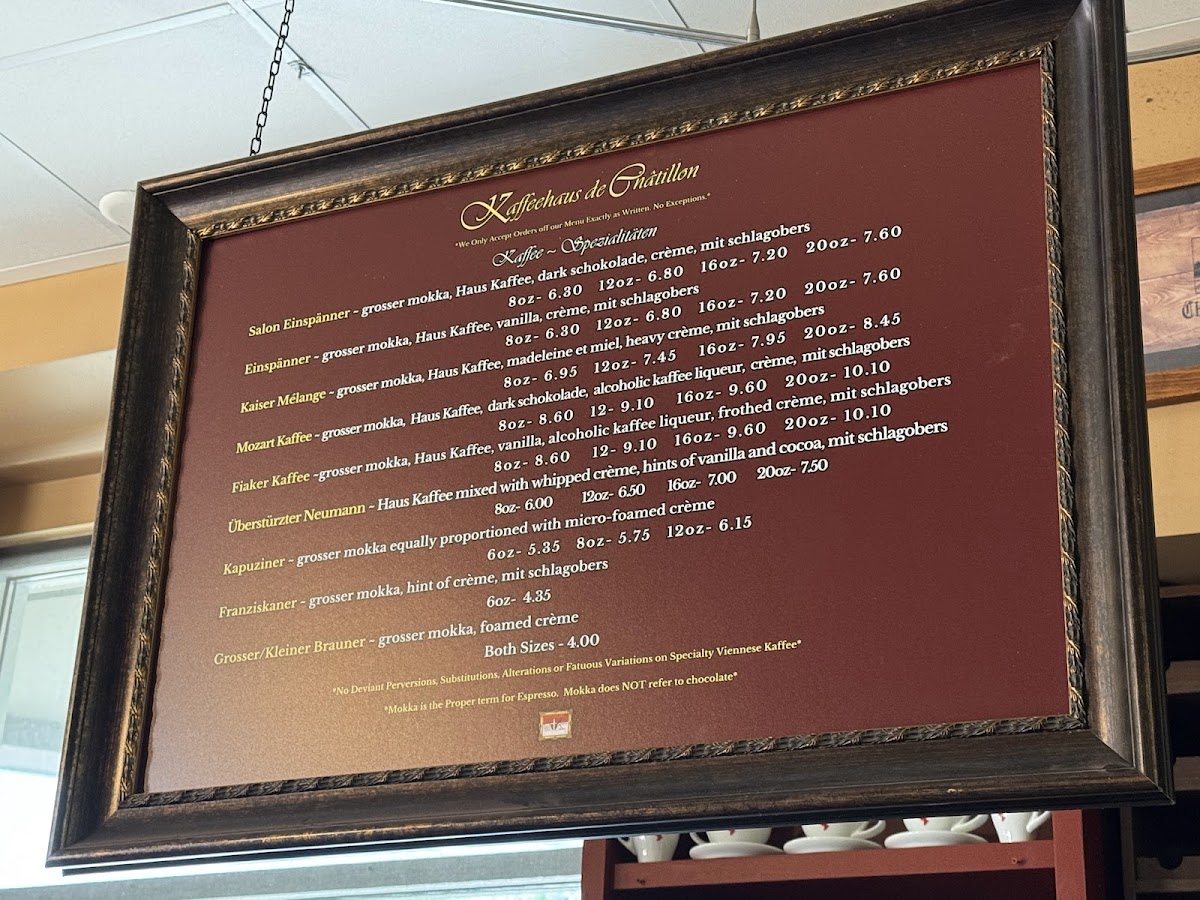 Kaffeehaus de Châtillon
*We Only Accept Orders off our Menu Exactly as Written. No Exceptions.*
Kaffee ~ Spezialitäten
Salon Einspänner ~ grosser mokka, Haus Kaffee, dark schokolade, crème, mit schlagobers
8oz- 6.30 12oz- 6.80 16oz- 7.20 20oz- 7.60
Einspänner ~ grosser mokka, Haus Kaffee, vanilla, crème, mit schlagobers
8oz- 6.30 12oz- 6.80 16oz- 7.20 20oz- 7.60
Kaiser Mélange ~ grosser mokka, Haus Kaffee, madeleine et miel, heavy crème, mit schlagobers
8oz- 6.95 12oz- 7.45 16oz- 7.95 20oz- 8.45
Mozart Kaffee ~ grosser mokka, Haus Kaffee, dark schokolade, alcoholic kaffee liqueur, crème, mit schlagobers
8oz- 8.60 12- 9.10 16oz- 9.60 20oz- 10.10
Fiaker Kaffee ~grosser mokka, Haus Kaffee, vanilla, alcoholic kaffee liqueur, frothed crème, mit schlagobers
8oz- 8.60 12- 9.10 16oz- 9.60 20oz- 10.10
Überstürzter Neumann ~ Haus Kaffee mixed with whipped crème, hints of vanilla and cocoa, mit schlagobers
8oz- 6.00 12oz- 6.50 16oz- 7.00 20oz- 7.50
Kapuziner ~ grosser mokka equally proportioned with micro-foamed crème
6oz- 5.35 8oz- 5.75 12oz- 6.15
Franziskaner ~ grosser mokka, hint of crème, mit schlagobers
6oz- 4.35
Grosser/Kleiner Brauner ~ grosser mokka, foamed crème
Both Sizes - 4.00
*No Deviant Perversions, Substitutions, Alterations or Fatuous Variations on Specialty Viennese Kaffee*
*Mokka is the Proper term for Espresso. Mokka does NOT refer to chocolate*